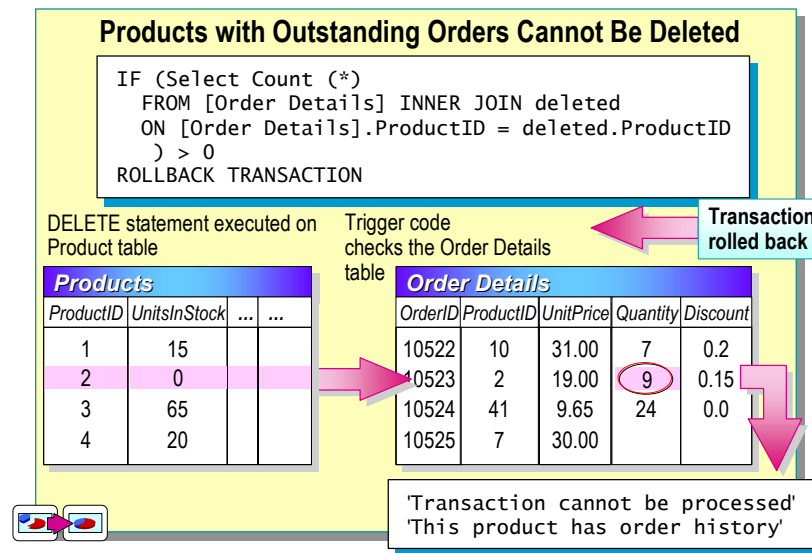 Products with Outstanding Orders Cannot Be Deleted
IF (Select Count (*)
FROM [Order Details] INNER JOIN deleted
ON [Order Details].ProductID = deleted.ProductID
) > 0
ROLLBACK TRANSACTION
DELETE statement executed on
Product table
Trigger code
checks the Order Details
table
Transaction
rolled back
Products
ProductID UnitsInStock ... ...
1 15
2 0
3 65
4 20
Order Details
OrderID ProductID UnitPrice Quantity Discount
10522 10 31.00 7 0.2
10523 2 19.00 9 0.15
10524 41 9.65 24 0.0
10525 7 30.00
'Transaction cannot be processed'
'This product has order history'